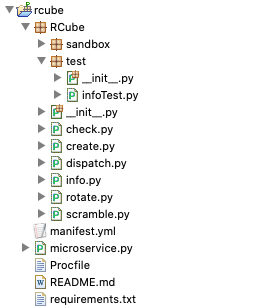 rcube
RCube
sandbox
test
__init__.py
infoTest.py
__init__.py
check.py
create.py
dispatch.py
info.py
rotate.py
scramble.py
manifest.yml
microservice.py
Procfile
README.md
requirements.txt